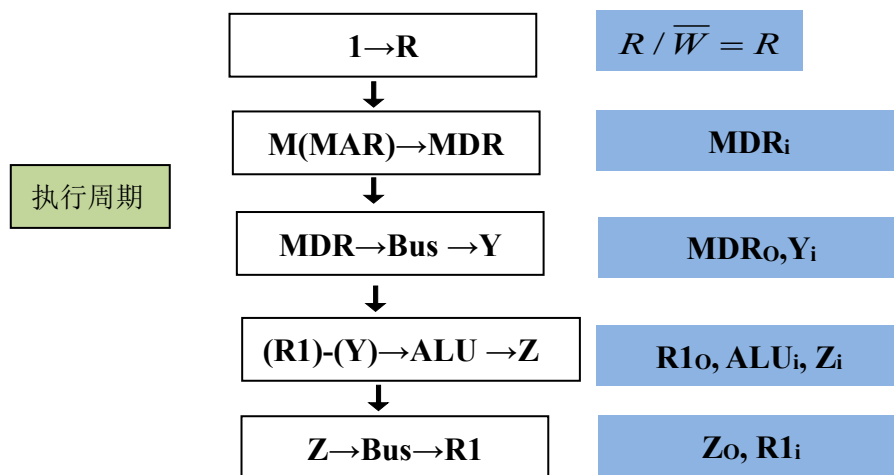 1→R
R / \overline{W} = R
M(MAR)→MDR
MDRi
执行周期
MDR→Bus →Y
MDRO,Yi
(R1)-(Y)→ALU →Z
R1O, ALUi, Zi
Z→Bus→R1
ZO, R1i